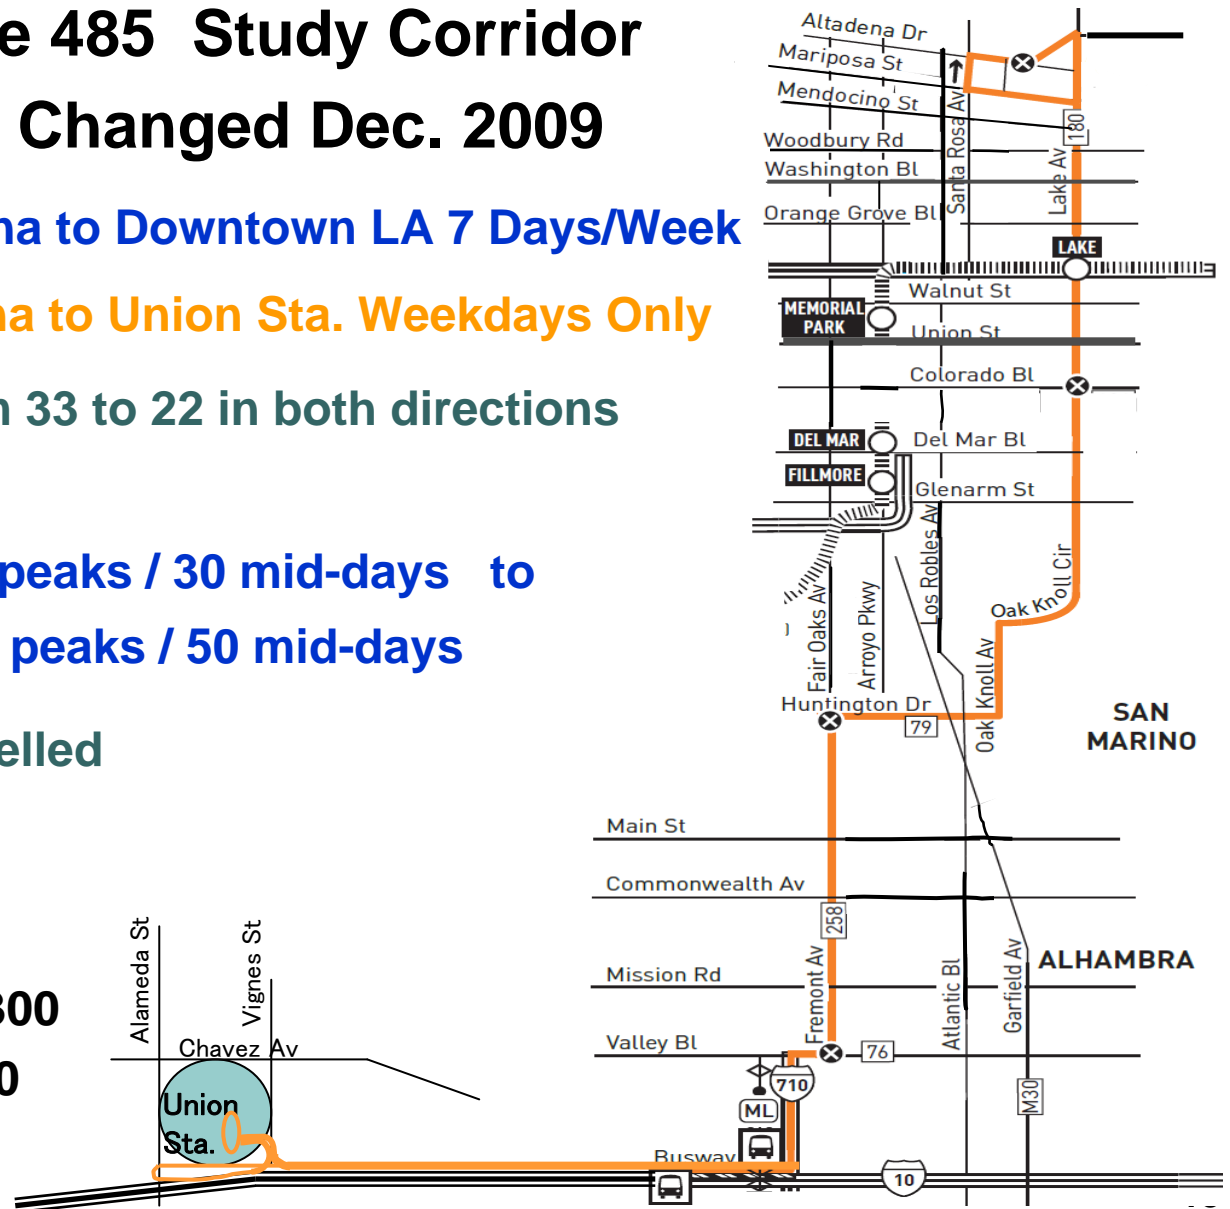 e 485 Study Corridor
Changed Dec. 2009
na to Downtown LA 7 Days/Week
na to Union Sta. Weekdays Only
n 33 to 22 in both directions
peaks / 30 mid-days to
peaks / 50 mid-days
elled
300
0
Altadena Dr
Mariposa St
Mendocino St
Woodbury Rd
Washington Bl
Orange Grove Bl
Santa Rosa Av
Lake Av
180
LAKE
Walnut St
MEMORIAL
PARK
Union St
Colorado Bl
DEL MAR
Del Mar Bl
FILLMORE
Glenarm St
Fair Oaks Av
Arroyo Pkwy
Los Robles Av
Oak Knoll Cir
Oak Knoll Av
Huntington Dr
79
SAN
MARINO
Main St
Commonwealth Av
258
Fremont Av
Atlantic Bl
Garfield Av
ALHAMBRA
Mission Rd
Valley Bl
76
710
ML
M30
Busway
10
Alameda St
Vignes St
Chavez Av
Union
Sta.